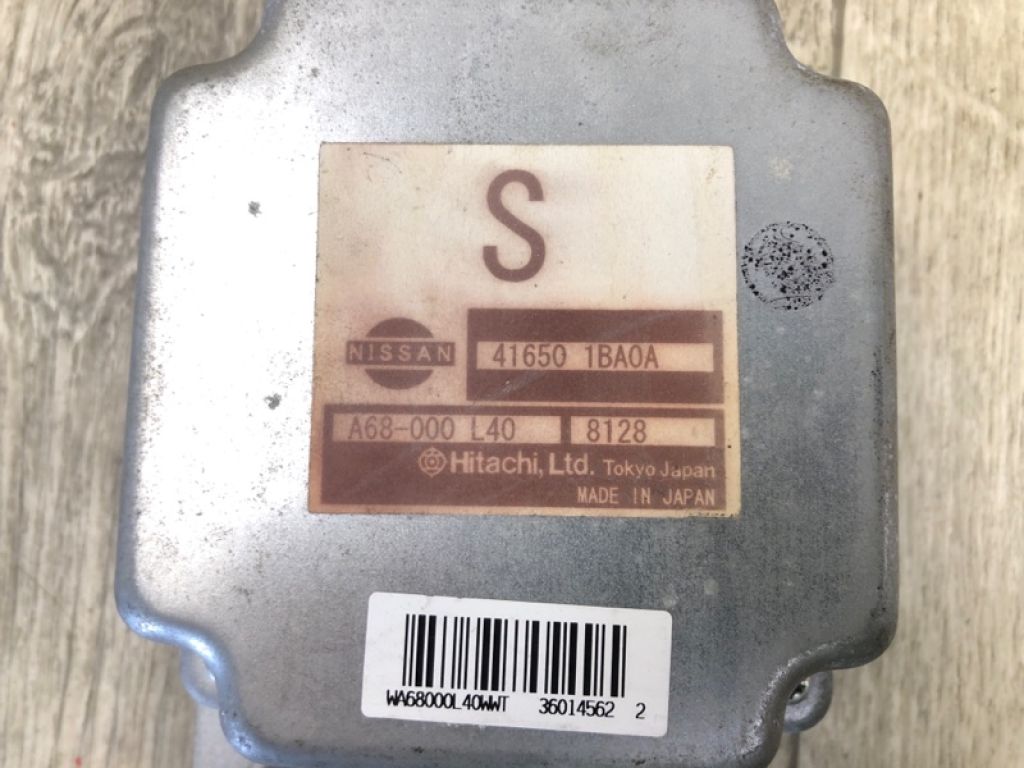 S
NISSAN
41650 1BA0A
A68-000 L40 8128
Hitachi, Ltd. Tokyo Japan
MADE IN JAPAN
WA68000L40WWT 36014562 2